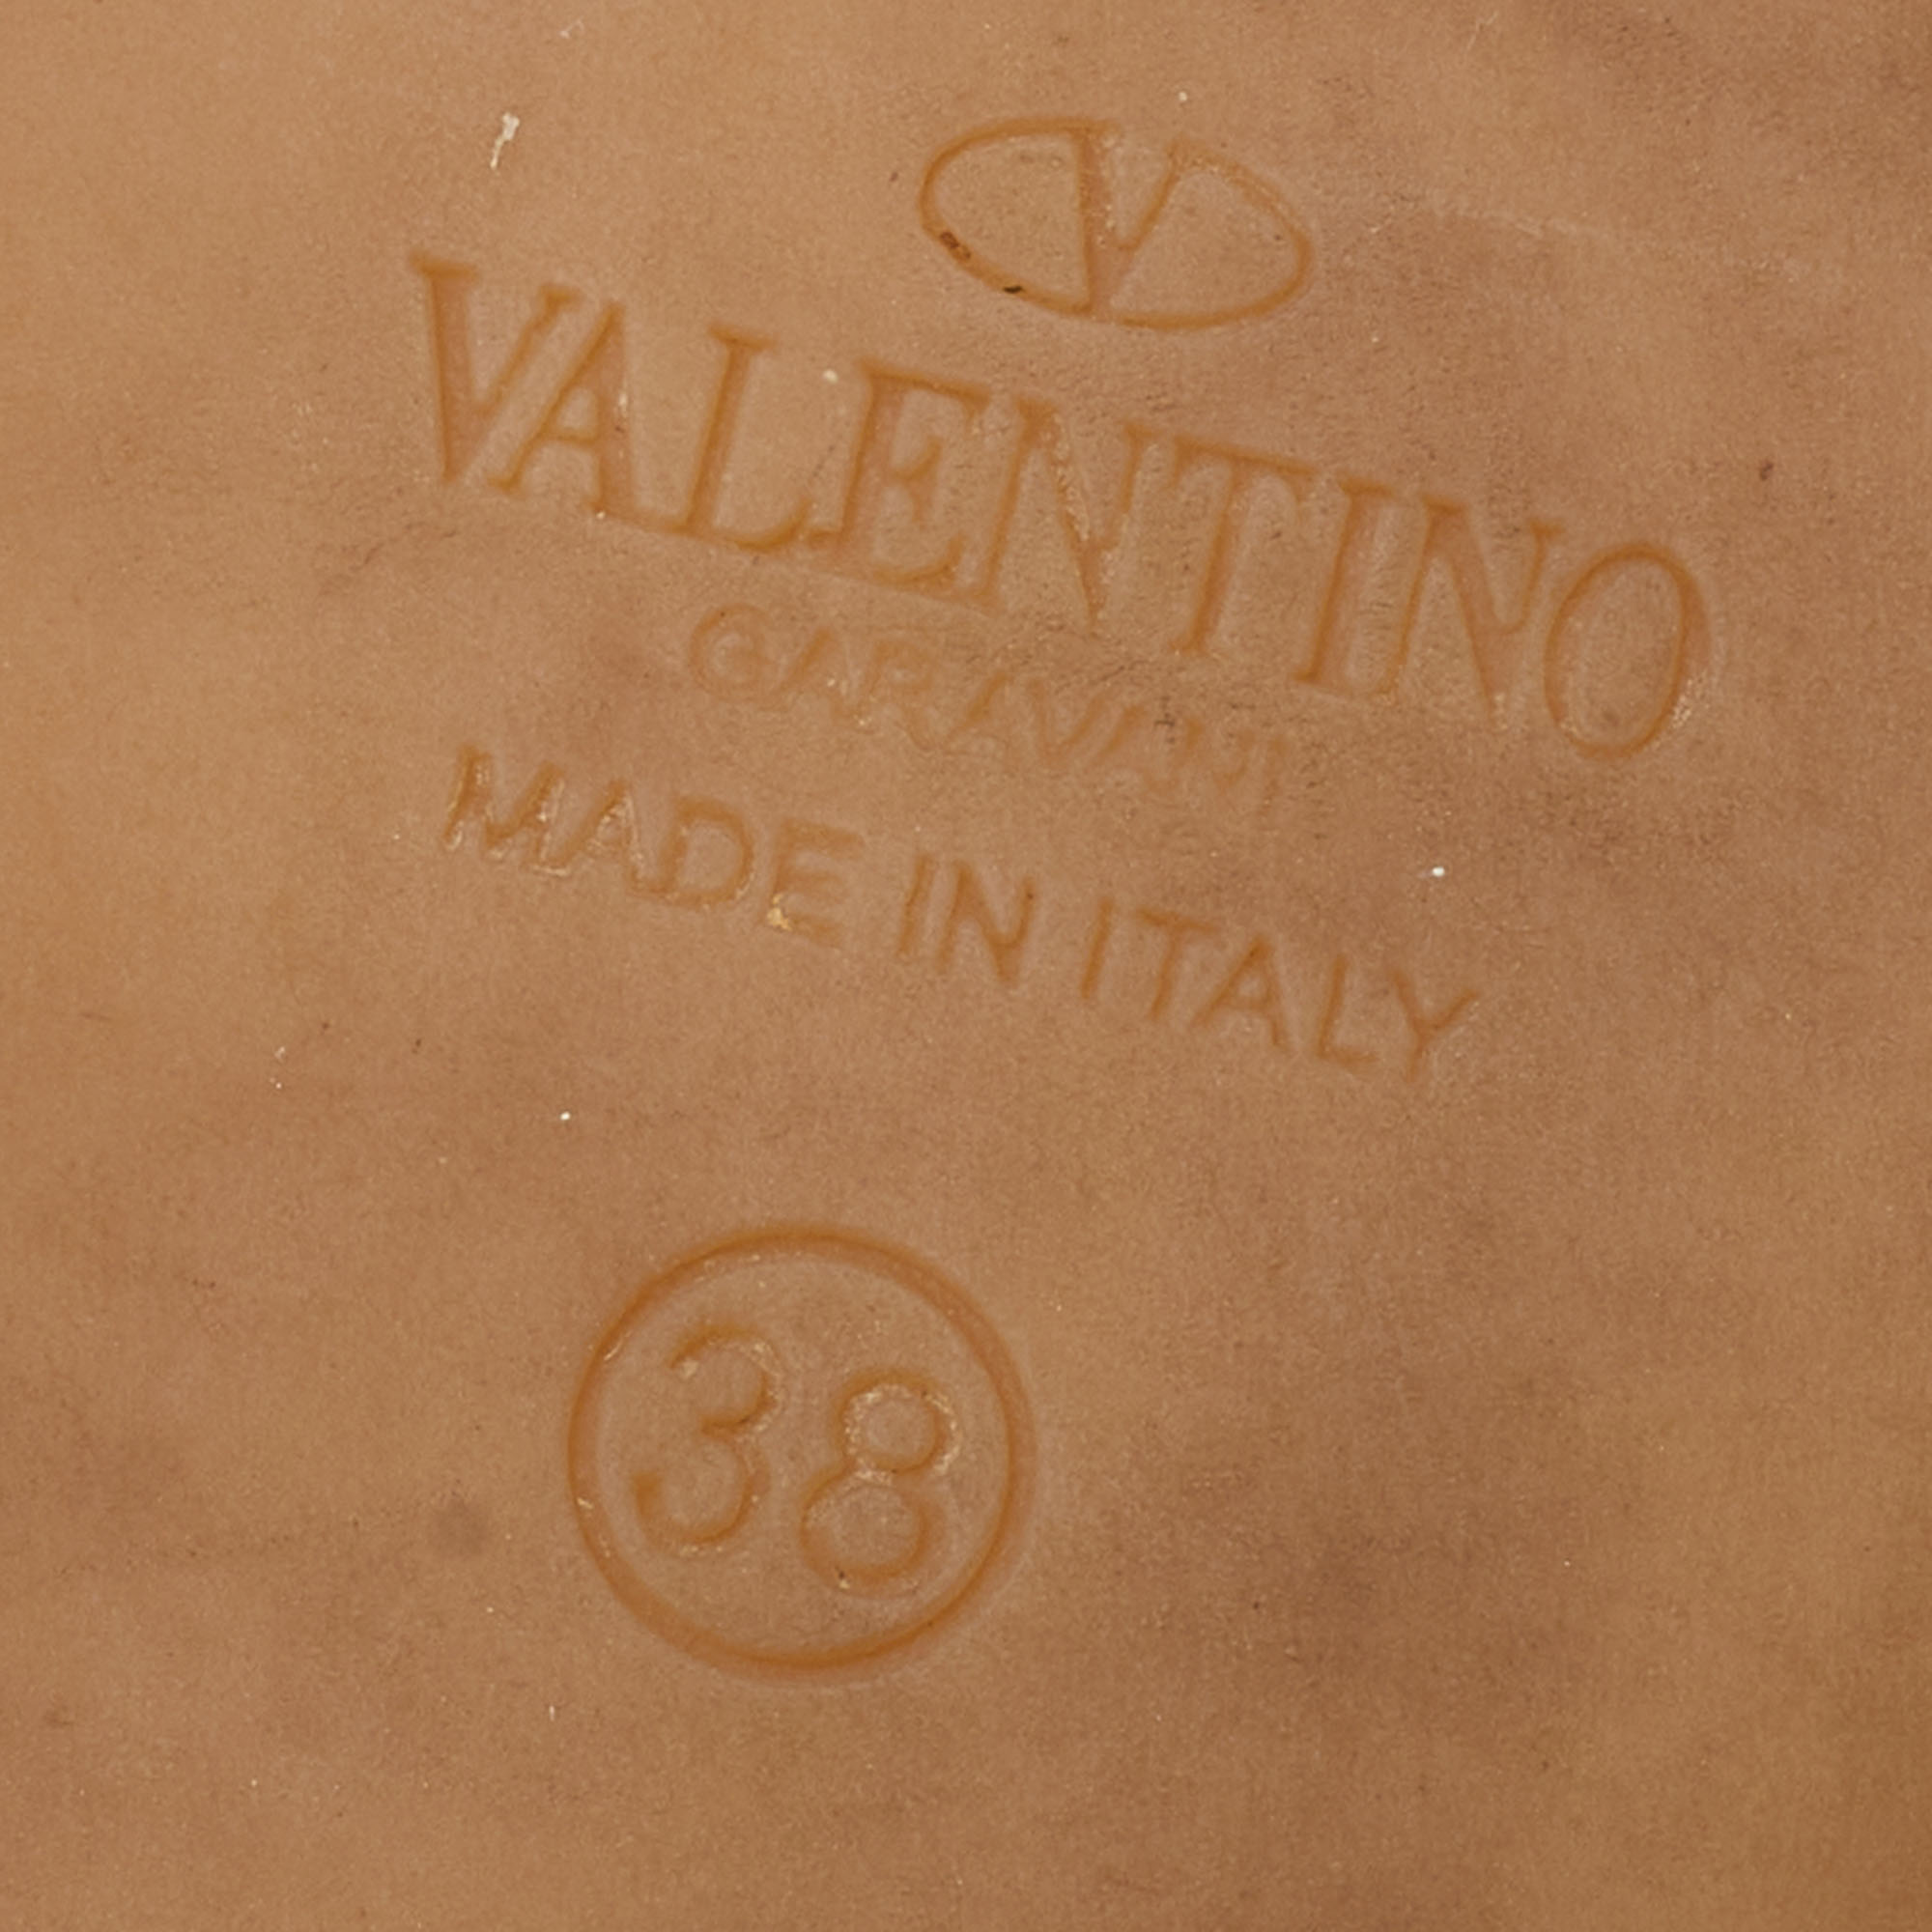 V
VALENTINO
GARAVANI
MADE IN ITALY
38